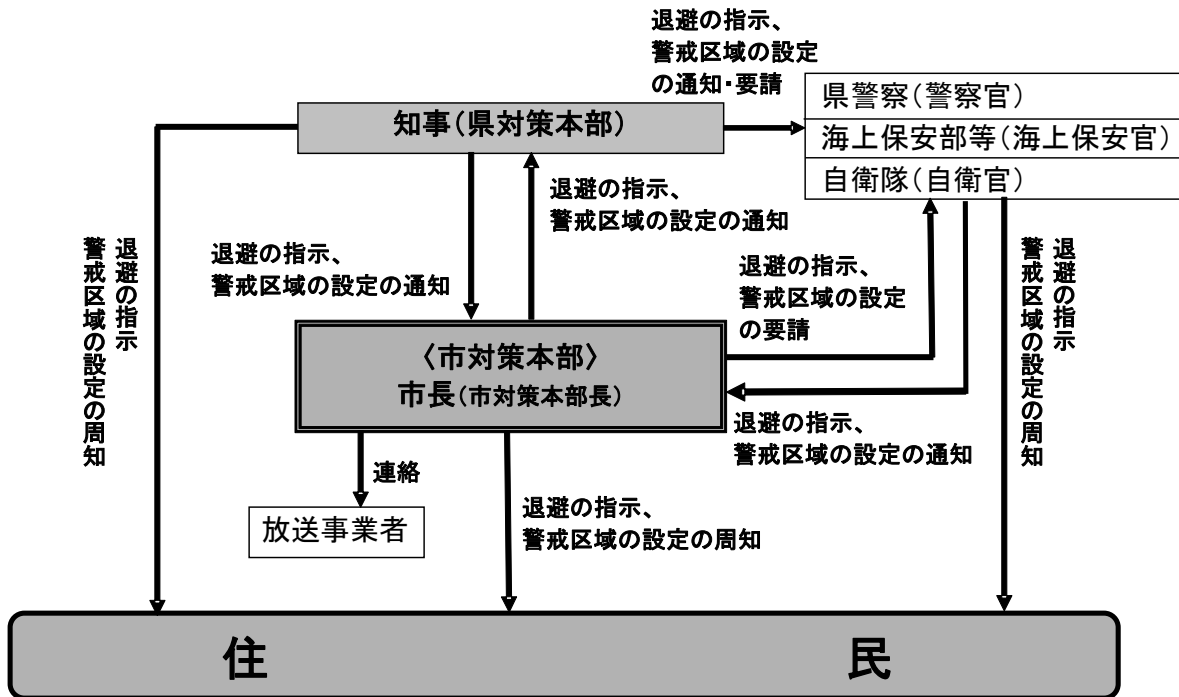 退避の指示、
警戒区域の設定
の通知・要請
県警察(警察官)
知事(県対策本部)
海上保安部等(海上保安官)
自衛隊(自衛官)
退避の指示、
警戒区域の設定の通知
退避の指示、
警戒区域の設定の通知
退避の指示
警戒区域の設定の周知
退避の指示、
警戒区域の設定
の要請
退避の指示
警戒区域の設定の周知
〈市対策本部〉
市長(市対策本部長)
退避の指示、
警戒区域の設定の通知
連絡
放送事業者
退避の指示、
警戒区域の設定の周知
住民